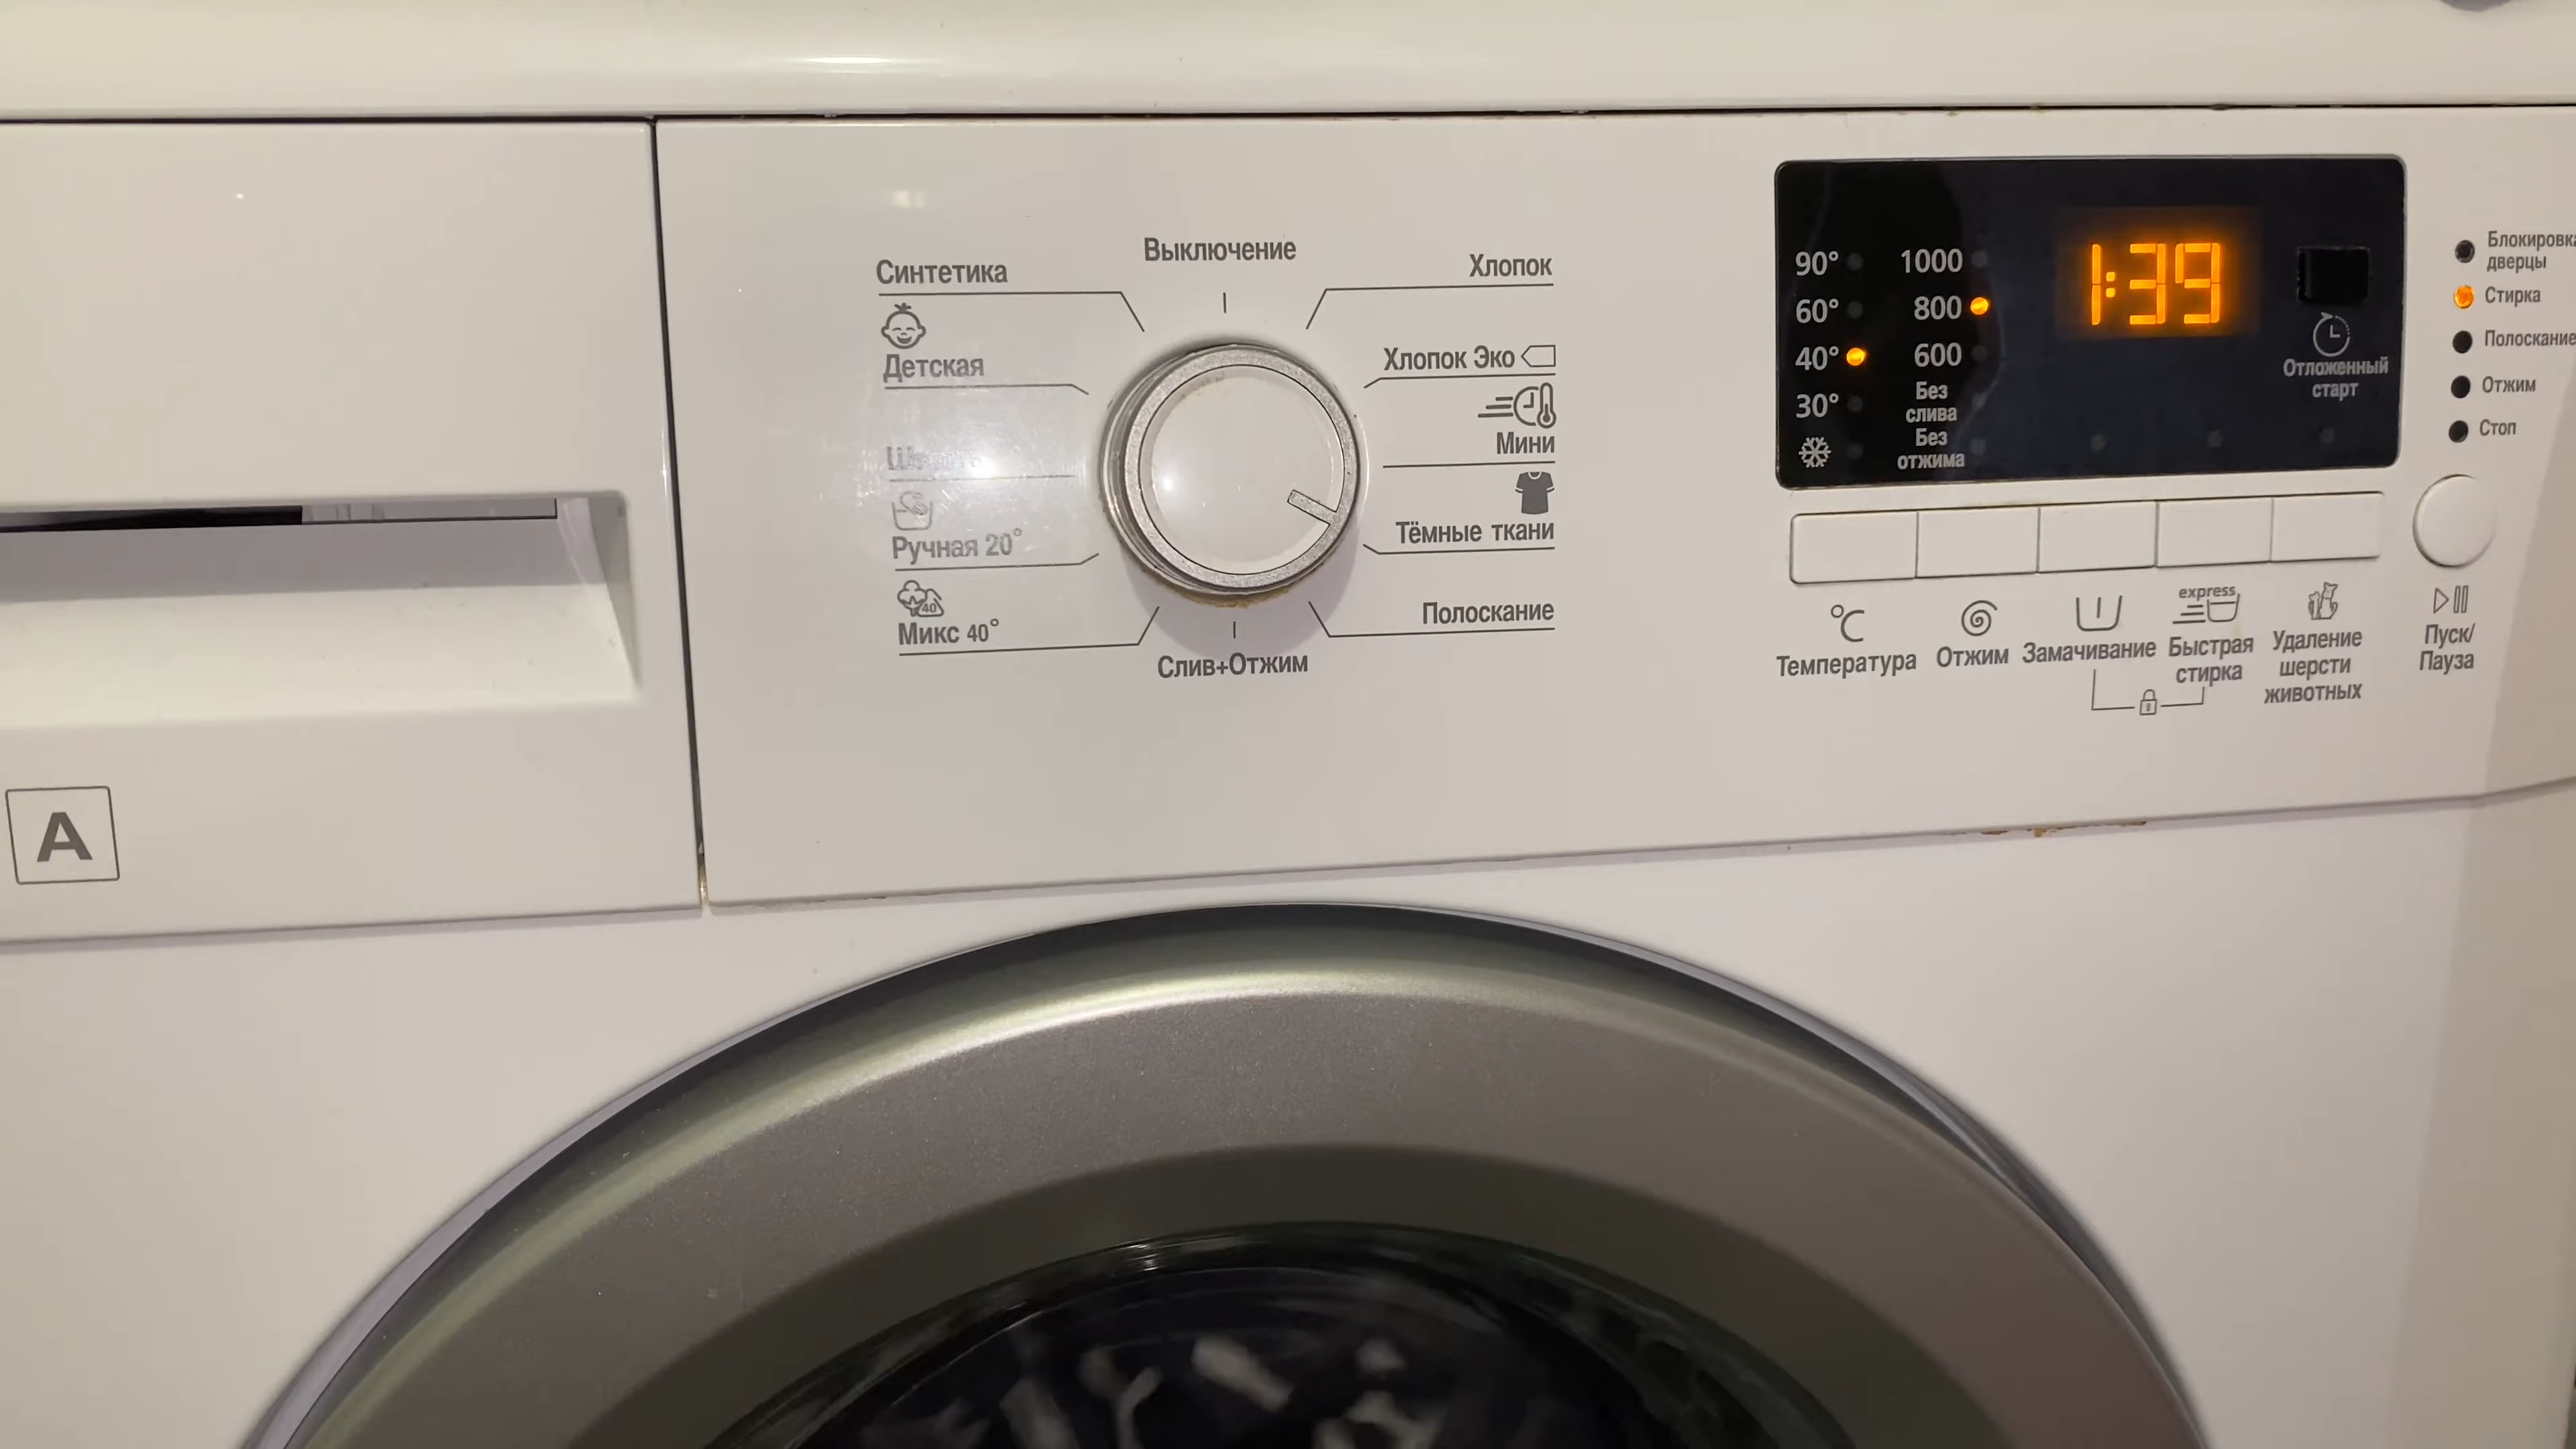 Выключение
Синтетика
Детская
Ручная 20°
40
Микс 40°
Слив+Отжим
Хлопок
Хлопок Эко
Мини
Тёмные ткани
Полоскание
90°
60°
40°
30°
1000
800
600
Без
слива
Без
отжима
1:39
Отложенный
старт
дверцы
Стирка
Полоскание
Отжим
Стоп
°C
Температура
Отжим
Замачивание
express
Быстрая
стирка
Удаление
шерсти
животных
Пуск/
Пауза
A